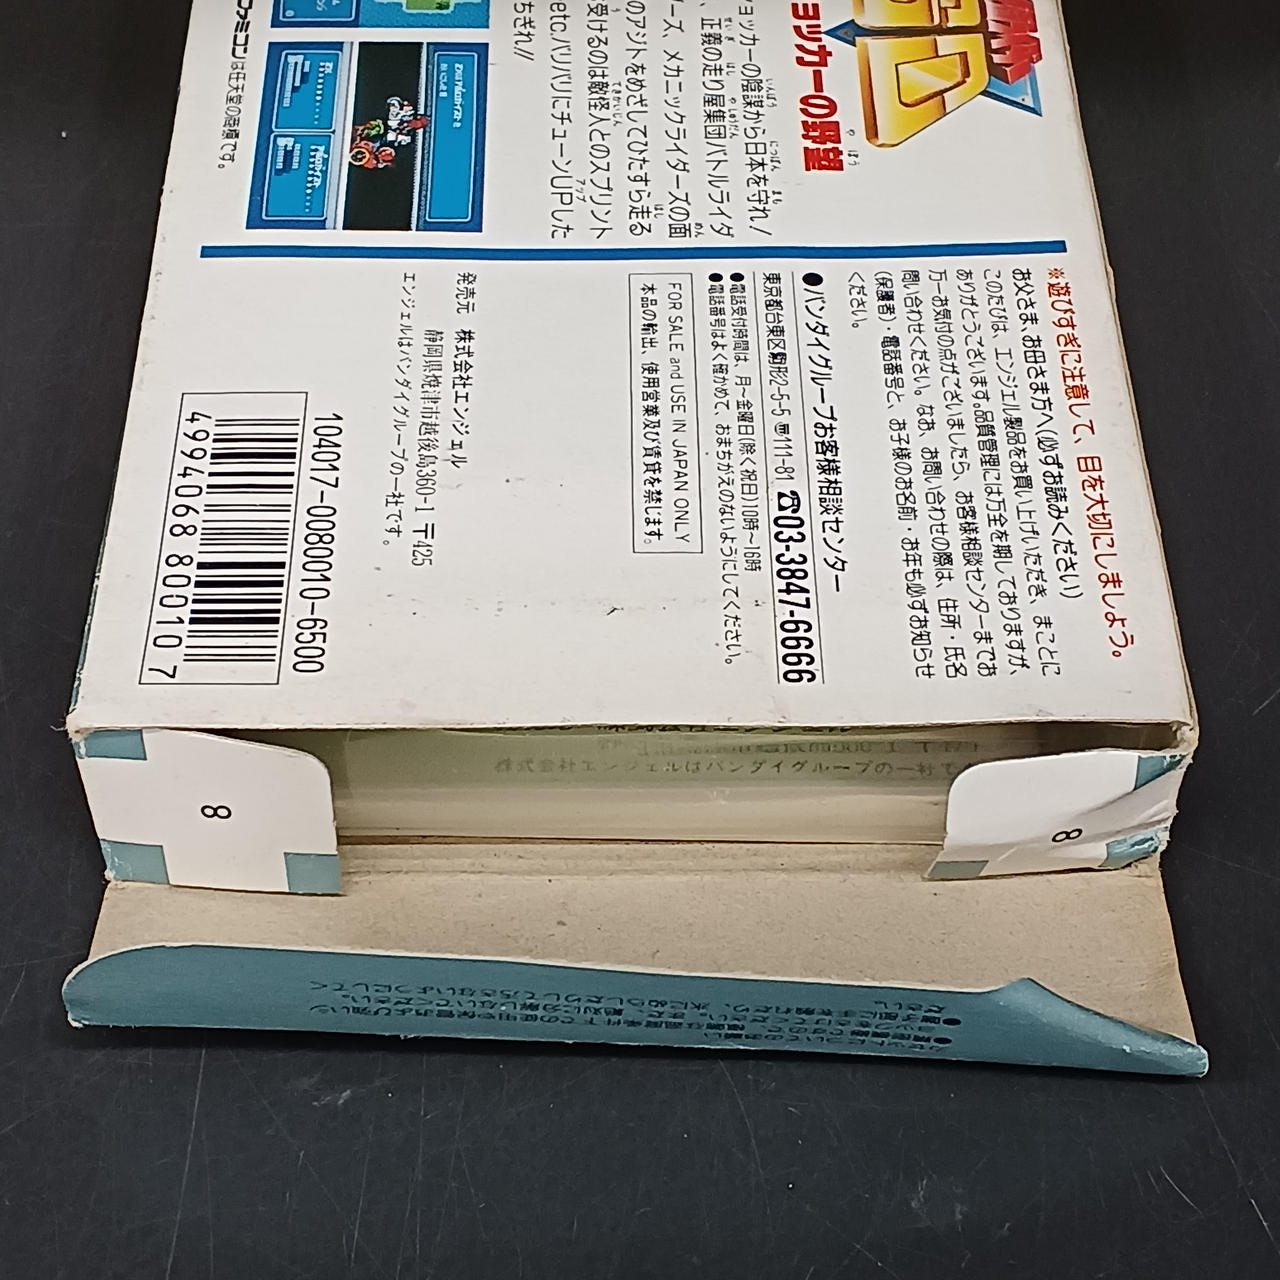 ョッカーの野望
ョッカーの陰謀から日本を守れ！
、正義の走り屋集団バトルライダ
ーズ、メカニックライダーズの面
のアジトをめざしてひたすら走る
受けるのは敵怪人とのスプリント
etc.バリバリにチューンUPした
ちぎれ!!
ファミコンは任天堂の商標です。
※遊びすぎに注意して、目を大切にしましょう。
お父さま、お母さま方へ(必ずお読みください)
このたびは、エンジェル製品をお買い上げいただき、まことに
ありがとうございます。品質管理には万全を期しておりますが、
万一お気付の点がございましたら、お客様相談センターまでお
問い合わせください。なお、お問い合わせの際は、住所・氏名
(保護者)・電話番号と、お子様のお名前・お年も必ずお知らせ
ください。
●バンダイグループお客様相談センター
東京都台東区駒形2-5-5 〠111-81 ☎03-3847-6666
●電話受付時間は、月～金曜日(除く祝日)10時～16時
●電話番号はよく確かめて、おまちがえのないようにしてください。
FOR SALE and USE IN JAPAN ONLY
本品の輸出、使用営業及び賃貸を禁じます。
発売元 株式会社エンジェル
静岡県焼津市越後島360-1 〒425
エンジェルはバンダイグループの一社です。
104017-0080010-6500
4994068 800107
株式会社エンジェルはバンダイグループの一社で
8
8